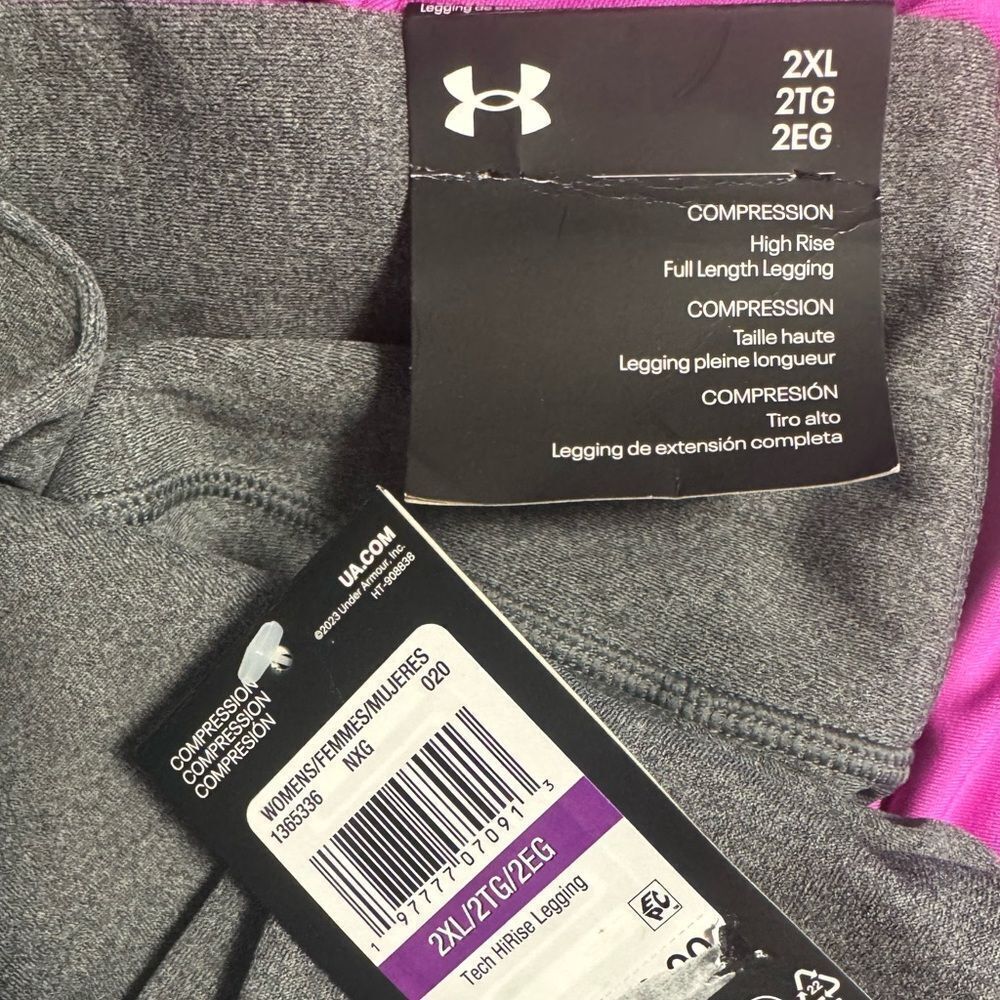 Legging de
2XL
2TG
2EG
COMPRESSION
High Rise
Full Length Legging
COMPRESSION
Taille haute
Legging pleine longueur
COMPRESIÓN
Tiro alto
Legging de extensión completa
UA.COM
©2023 Under Armour, Inc.
HT-908838
COMPRESSION
COMPRESSION
COMPRESIÓN
WOMENS/FEMMES/MUJERES
1365336 NXG 020
1 97777 07091 3
2XL/2TG/2EG
Tech HiRise Legging
EPC
22